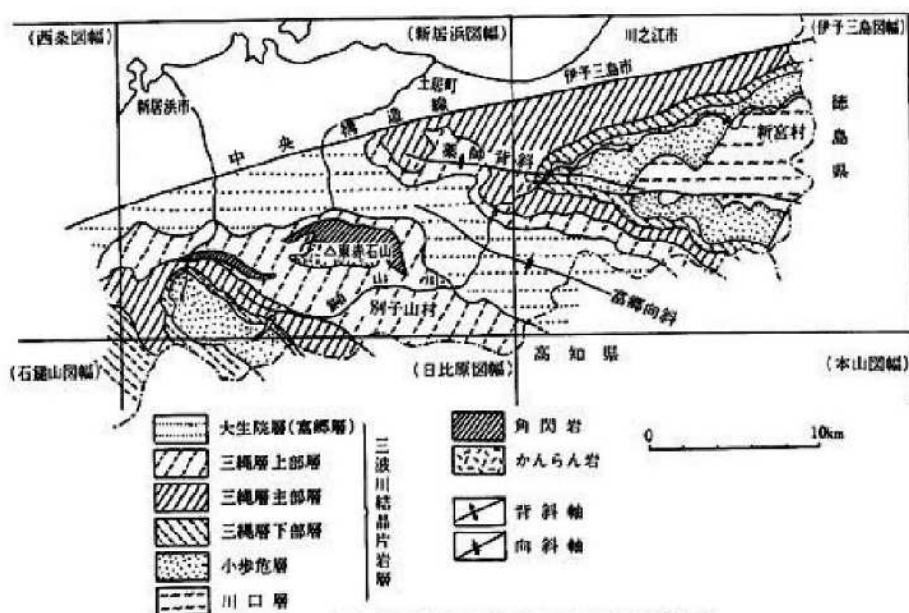 (西条図幅)
(新居浜図幅)
川之江市
(伊予三島図幅)
新居浜市
土居町
伊予三島市
中央構造線
薬師背斜
新宮村
徳島県
△東赤石山
別子山村
富郷向斜
(石鎚山図幅)
(日比原図幅)
高知県
(本山図幅)
大生院層(富郷層)
三縄層上部層
三縄層主部層
三縄層下部層
小歩危層
川口層
三波川結晶片岩層
角閃岩
かんらん岩
背斜軸
向斜軸
0 10km